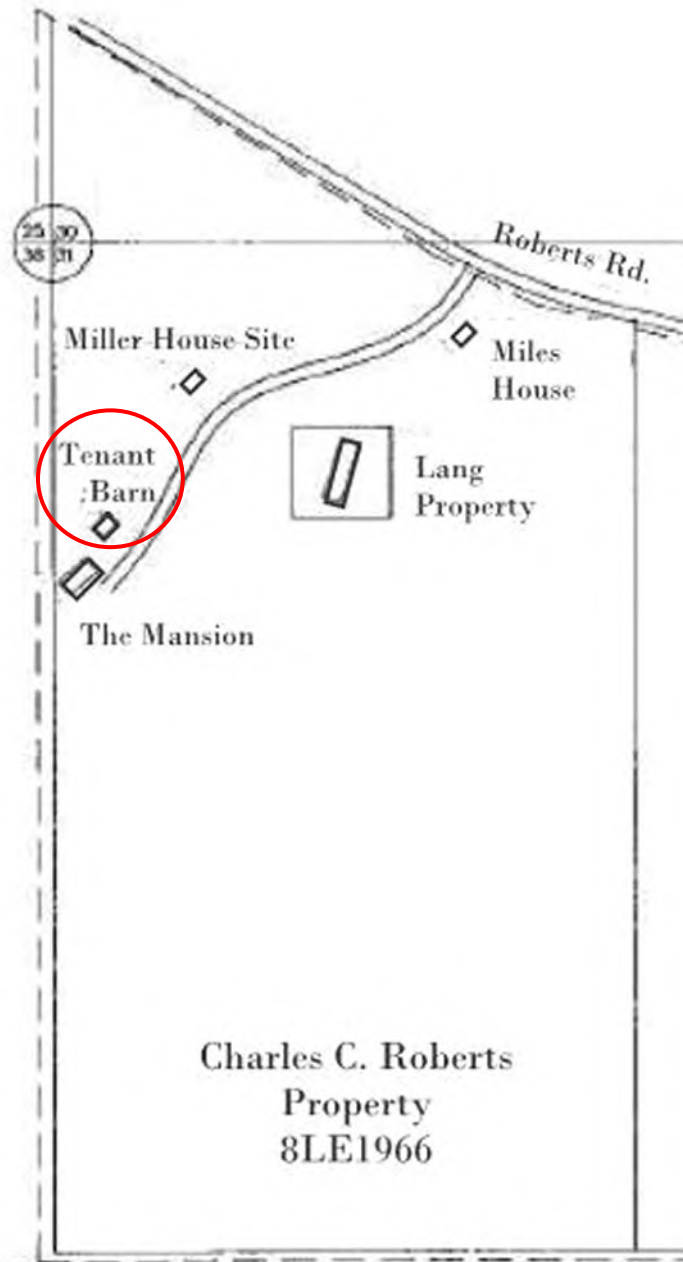 Roberts Rd.
25 30
36 31
Miller House Site
Miles
House
Tenant
Barn
Lang
Property
The Mansion
Charles C. Roberts
Property
8LE1966